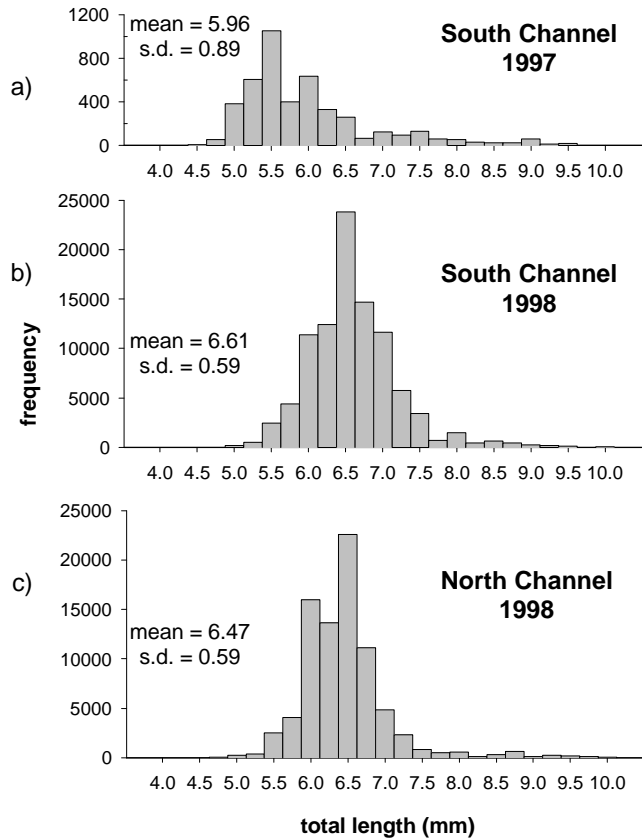 mean = 5.96
s.d. = 0.89
South Channel
1997
a)
1200
800
400
0
4.0 4.5 5.0 5.5 6.0 6.5 7.0 7.5 8.0 8.5 9.0 9.5 10.0
b)
25000
20000
15000
10000
5000
0
mean = 6.61
s.d. = 0.59
South Channel
1998
frequency
4.0 4.5 5.0 5.5 6.0 6.5 7.0 7.5 8.0 8.5 9.0 9.5 10.0
c)
25000
20000
15000
10000
5000
0
mean = 6.47
s.d. = 0.59
North Channel
1998
4.0 4.5 5.0 5.5 6.0 6.5 7.0 7.5 8.0 8.5 9.0 9.5 10.0
total length (mm)